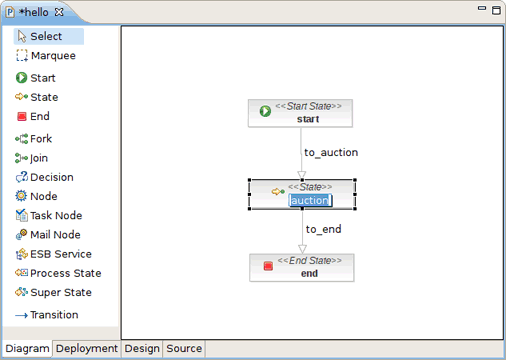 *hello
Select
Marquee
Start
State
End
Fork
Join
Decision
Node
Task Node
Mail Node
ESB Service
Process State
Super State
Transition
<<Start State>>
start
to_auction
<<State>>
auction
to_end
<<End State>>
end
Diagram Deployment Design Source